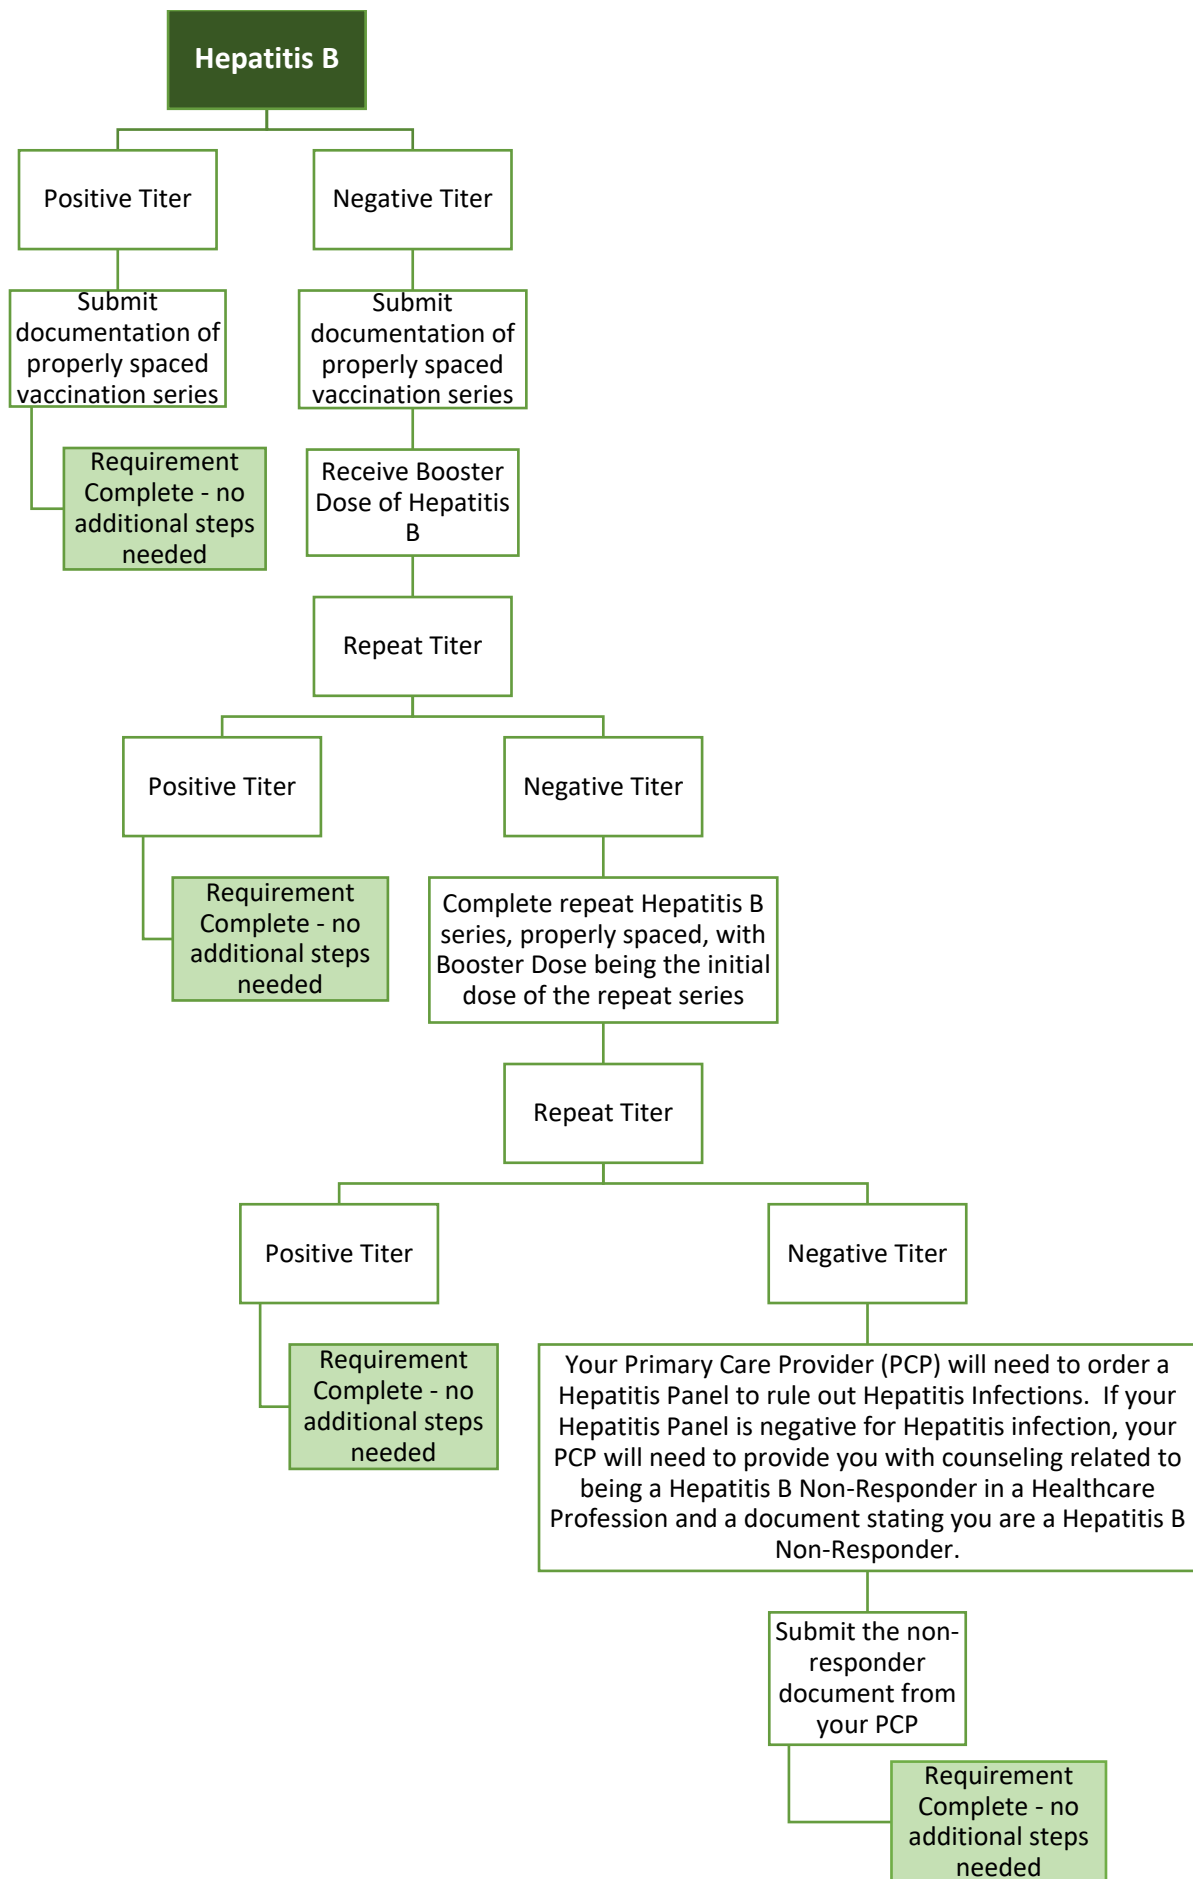 Hepatitis B
Positive Titer
Negative Titer
Submit
documentation of
properly spaced
vaccination series
Submit
documentation of
properly spaced
vaccination series
Requirement
Complete - no
additional steps
needed
Receive Booster
Dose of Hepatitis
B
Repeat Titer
Positive Titer
Negative Titer
Requirement
Complete - no
additional steps
needed
Complete repeat Hepatitis B
series, properly spaced, with
Booster Dose being the initial
dose of the repeat series
Repeat Titer
Positive Titer
Negative Titer
Requirement
Complete - no
additional steps
needed
Your Primary Care Provider (PCP) will need to order a
Hepatitis Panel to rule out Hepatitis Infections.  If your
Hepatitis Panel is negative for Hepatitis infection, your
PCP will need to provide you with counseling related to
being a Hepatitis B Non-Responder in a Healthcare
Profession and a document stating you are a Hepatitis B
Non-Responder.
Submit the non-
responder
document from
your PCP
Requirement
Complete - no
additional steps
needed